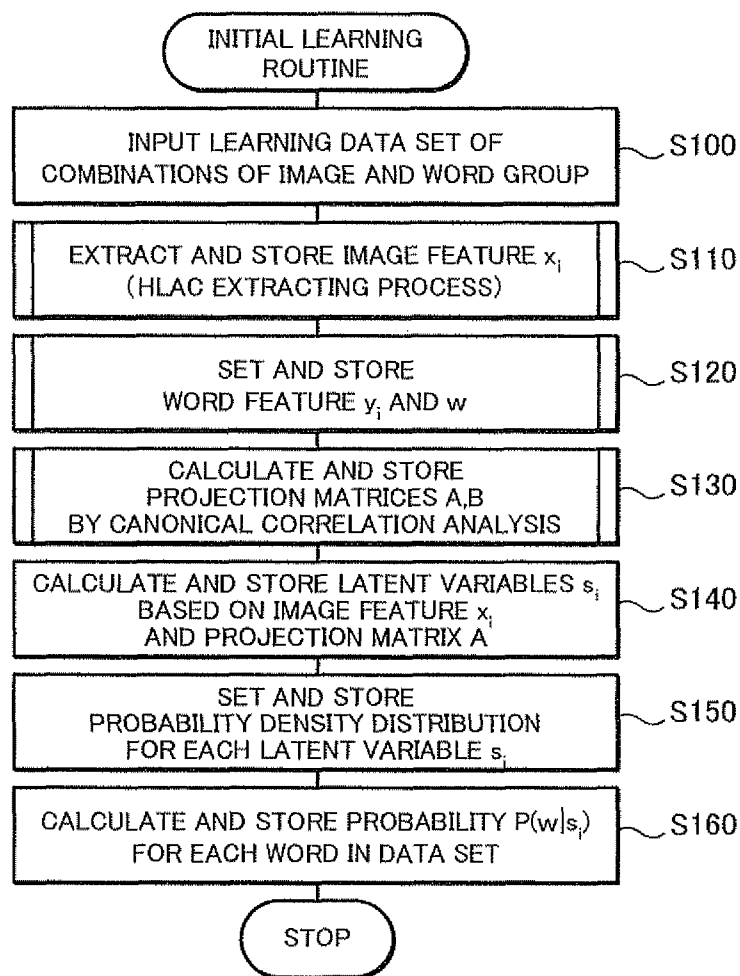 INITIAL LEARNING
ROUTINE
INPUT LEARNING DATA SET OF
COMBINATIONS OF IMAGE AND WORD GROUP
S100
EXTRACT AND STORE IMAGE FEATURE xᵢ
(HLAC EXTRACTING PROCESS)
S110
SET AND STORE
WORD FEATURE yᵢ AND w
S120
CALCULATE AND STORE
PROJECTION MATRICES A,B
BY CANONICAL CORRELATION ANALYSIS
S130
CALCULATE AND STORE LATENT VARIABLES sᵢ
BASED ON IMAGE FEATURE xᵢ
AND PROJECTION MATRIX A
S140
SET AND STORE
PROBABILITY DENSITY DISTRIBUTION
FOR EACH LATENT VARIABLE sᵢ
S150
CALCULATE AND STORE PROBABILITY P(w|sᵢ)
FOR EACH WORD IN DATA SET
S160
STOP